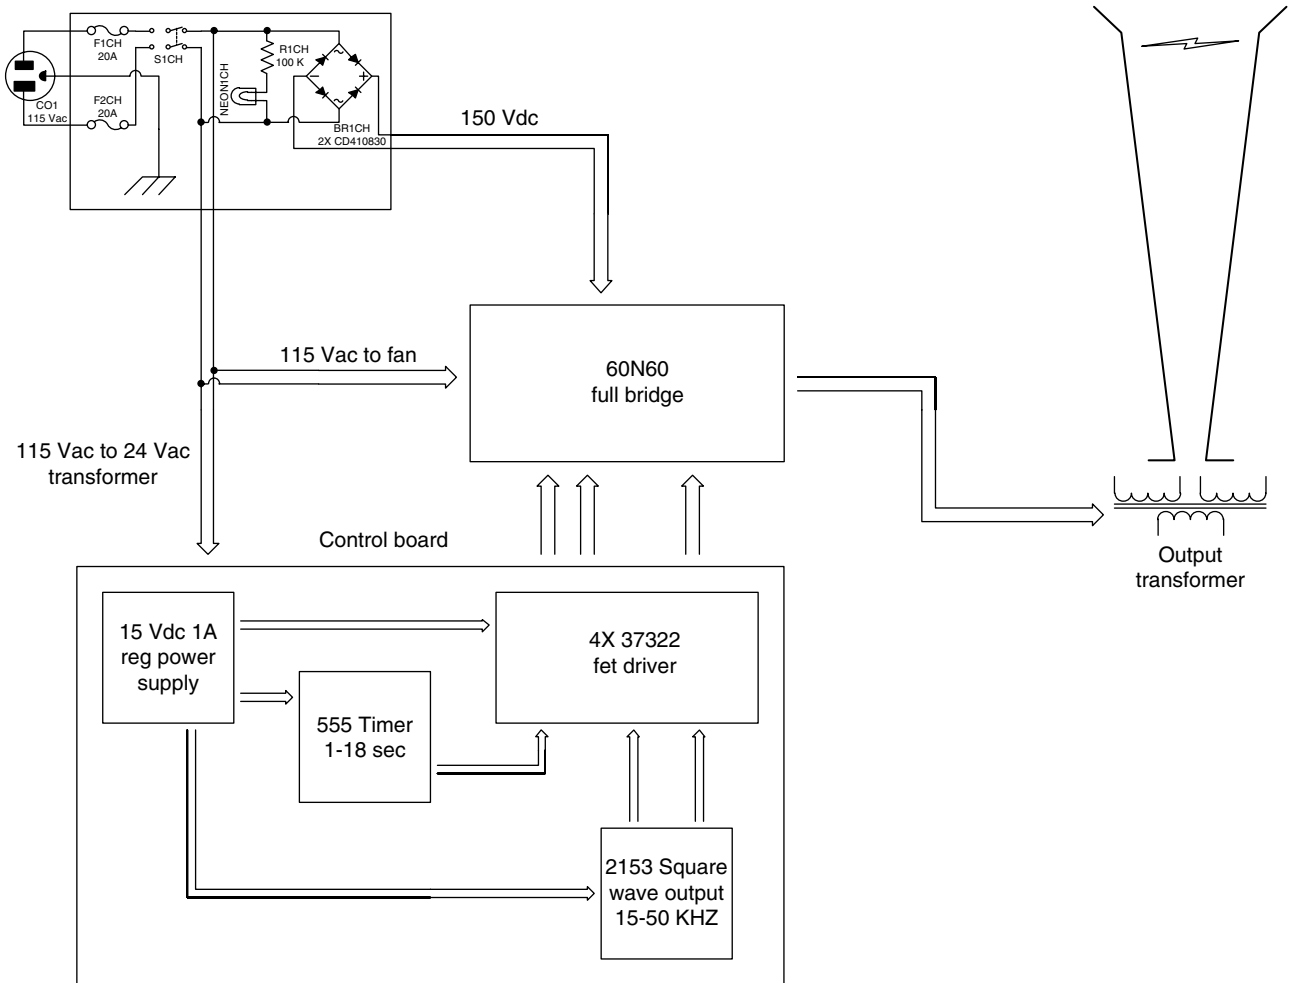 F1CH
20A
S1CH
R1CH
100 K
NEON1CH
~
−
+
~
CO1
115 Vac
F2CH
20A
BR1CH
2X CD410830
150 Vdc
115 Vac to fan
60N60
full bridge
115 Vac to 24 Vac
transformer
Control board
Output
transformer
15 Vdc 1A
reg power
supply
4X 37322
fet driver
555 Timer
1-18 sec
2153 Square
wave output
15-50 KHZ